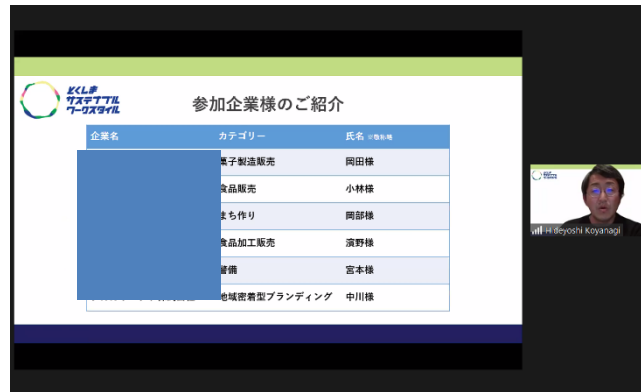 とくしま
サステナブル
ワークスタイル
参加企業様のご紹介
企業名 カテゴリー 氏名 ※敬称略
菓子製造販売 岡田様
食品販売 小林様
まち作り 岡部様
食品加工販売 濵野様
警備 宮本様
地域密着型ブランディング 中川様
Hideyoshi Koyanagi